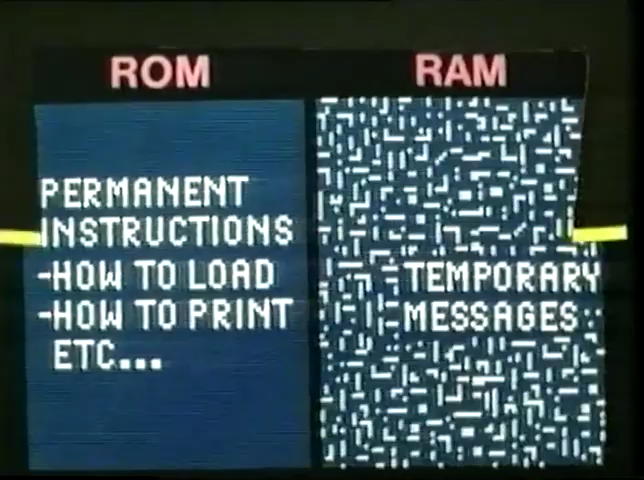 ROM
PERMANENT
INSTRUCTIONS
-HOW TO LOAD
-HOW TO PRINT
ETC...
RAM
TEMPORARY
MESSAGES